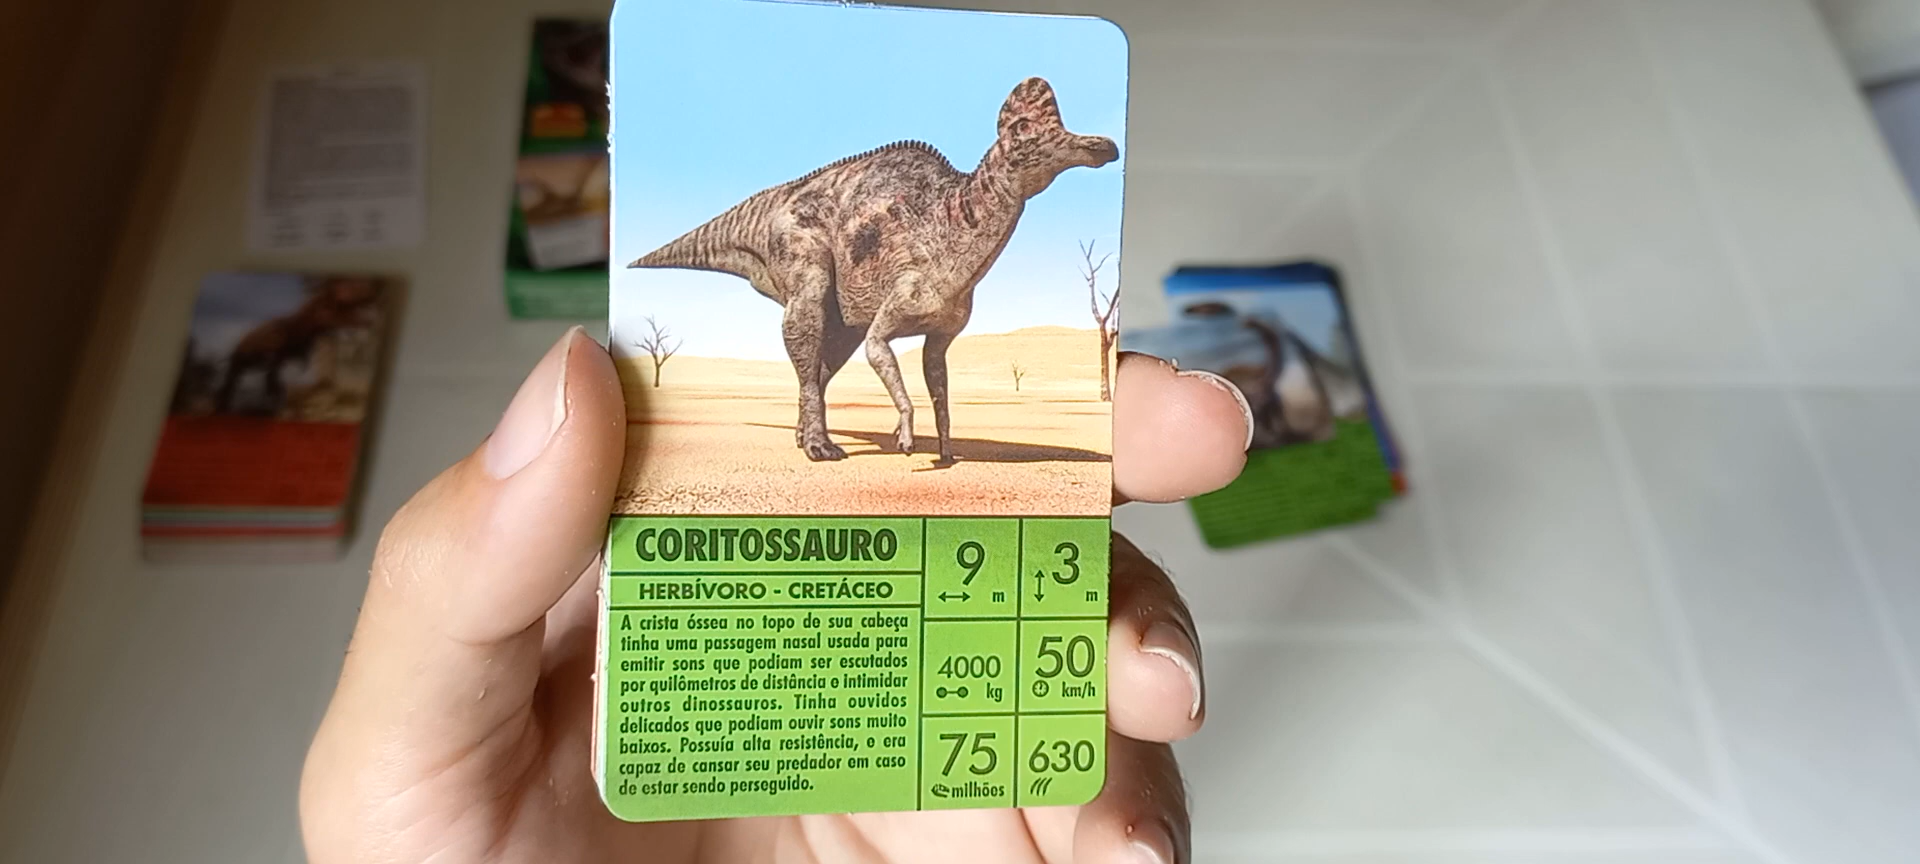 CORITOSSAURO
HERBÍVORO - CRETÁCEO
A crista óssea no topo de sua cabeça
tinha uma passagem nasal usada para
emitir sons que podiam ser escutados
por quilômetros de distância e intimidar
outros dinossauros. Tinha ouvidos
delicados que podiam ouvir sons muito
baixos. Possuía alta resistência, e era
capaz de cansar seu predador em caso
de estar sendo perseguido.
9
m
3
m
4000
kg
50
km/h
75
milhões
630